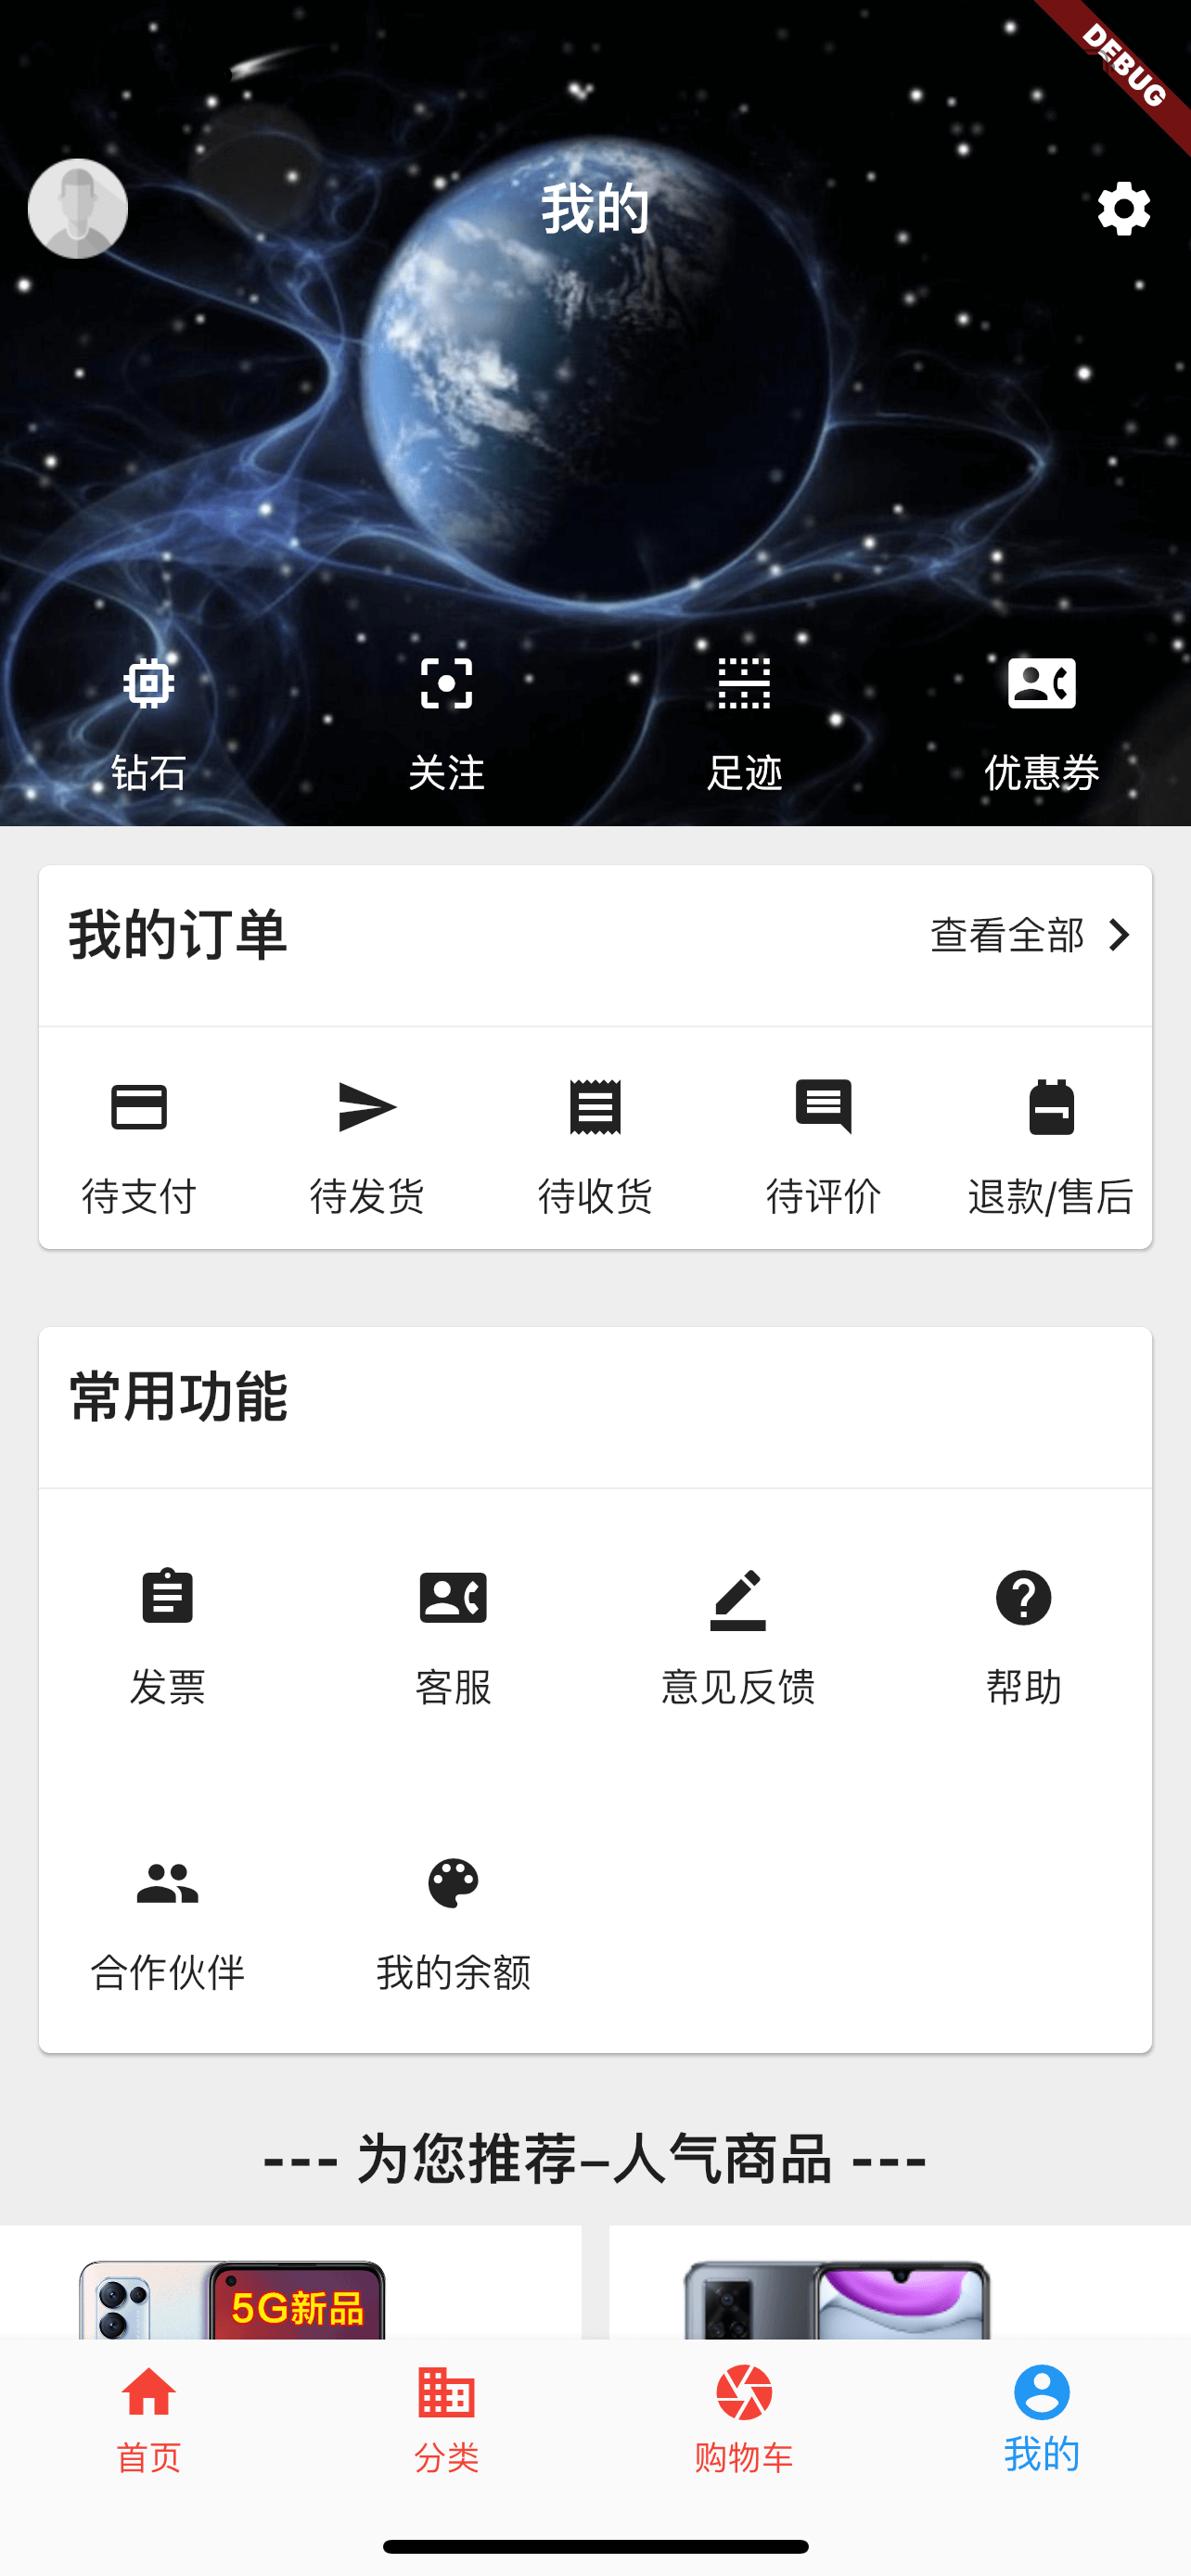 DEBUG
我的
钻石 关注 足迹 优惠券
我的订单 查看全部
待支付 待发货 待收货 待评价 退款/售后
常用功能
发票 客服 意见反馈 帮助
合作伙伴 我的余额
--- 为您推荐–人气商品 ---
5G新品
首页 分类 购物车 我的